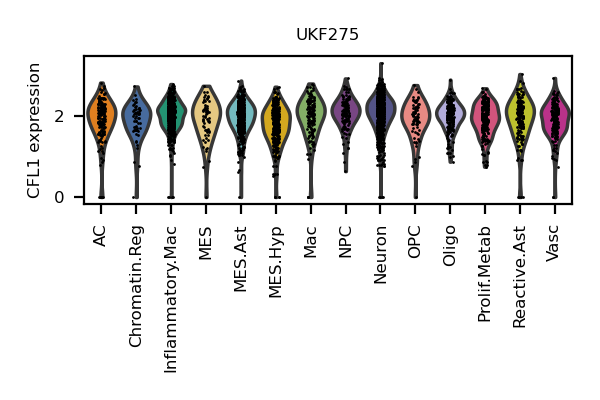 UKF275
CFL1 expression
2
0
AC
Chromatin.Reg
Inflammatory.Mac
MES
MES.Ast
MES.Hyp
Mac
NPC
Neuron
OPC
Oligo
Prolif.Metab
Reactive.Ast
Vasc